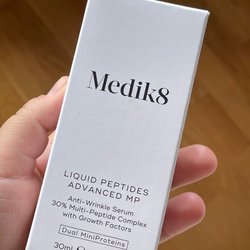 Medik8
LIQUID PEPTIDES
ADVANCED MP
Anti-Wrinkle Serum
30% Multi-Peptide Complex
with Growth Factors
Dual MiniProteins
30ml